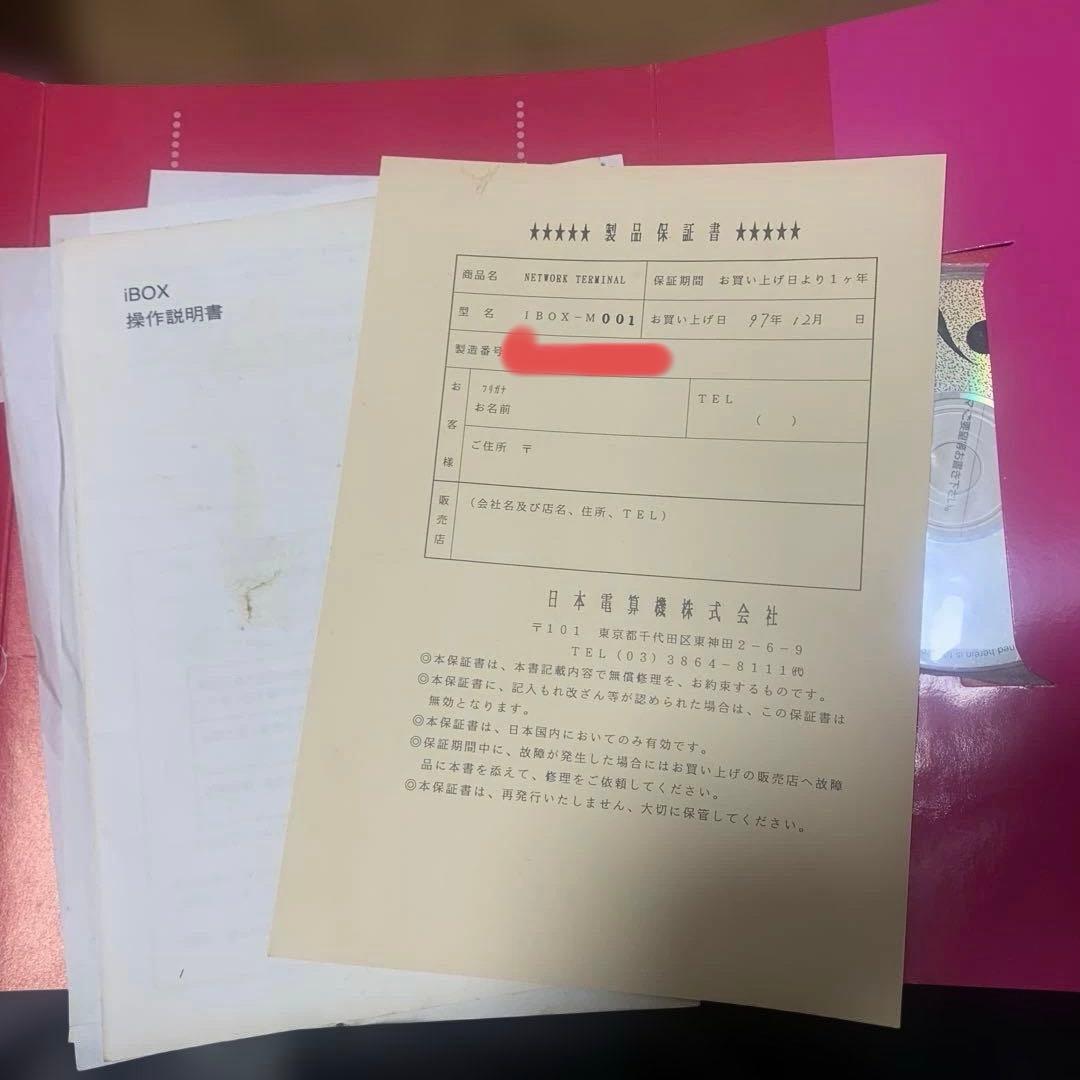 iBOX
操作説明書
★★★★★ 製品保証書 ★★★★★
商品名 NETWORK TERMINAL 保証期間 お買い上げ日より1ヶ年
型 名 IBOX-M001 お買い上げ日 97年12月 日
製造番号
お客様
フリガナ
お名前
TEL
( )
ご住所 〒
販売店
(会社名及び店名、住所、TEL)
日本電算機株式会社
〒101 東京都千代田区東神田2-6-9
TEL(03)3864-8111㈹
◎本保証書は、本書記載内容で無償修理を、お約束するものです。
◎本保証書に、記入もれ改ざん等が認められた場合は、この保証書は
無効となります。
◎本保証書は、日本国内においてのみ有効です。
◎保証期間中に、故障が発生した場合にはお買い上げの販売店へ故障
品に本書を添えて、修理をご依頼してください。
◎本保証書は、再発行いたしません、大切に保管してください。
herein is